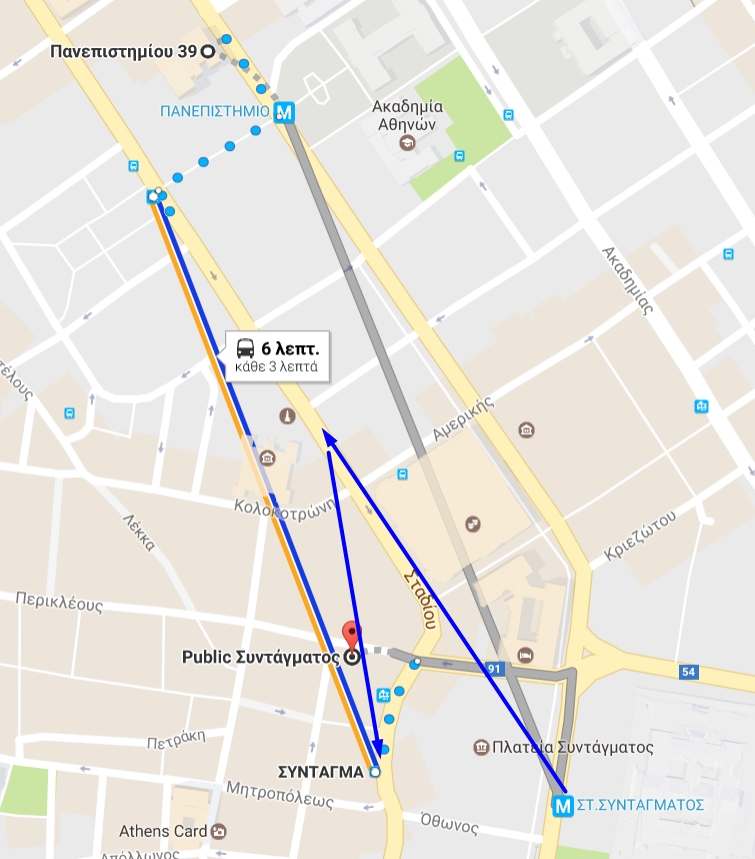 Πανεπιστημίου 39
ΠΑΝΕΠΙΣΤΗΜΙΟ
M
Ακαδημία
Αθηνών
Ακαδημίας
6 λεπτ.
κάθε 3 λεπτά
τέλους
Αμερικής
Κολοκοτρώνη
Λέκκα
Κριεζώτου
Σταδίου
Περικλέους
Public Συντάγματος
91
54
Πετράκη
Πλατεία Συντάγματος
ΣΥΝΤΑΓΜΑ
Μητροπόλεως
M
ΣΤ.ΣΥΝΤΑΓΜΑΤΟΣ
Όθωνος
Athens Card
Απόλλωνος